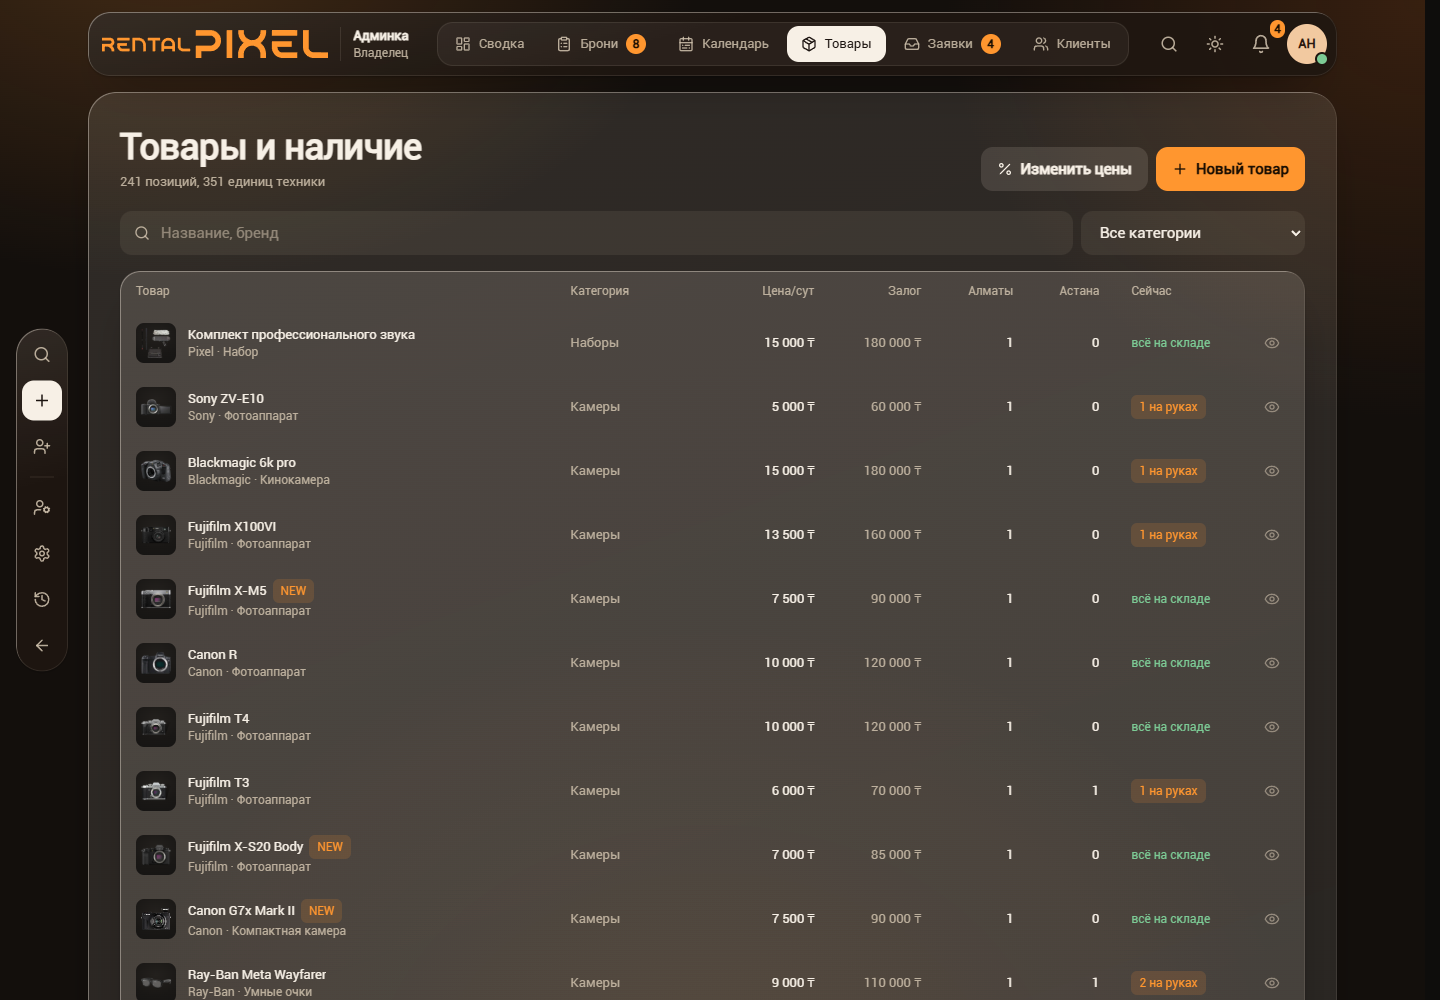 RENTAL PIXEL
Админка
Владелец
Сводка
Брони 8
Календарь
Товары
Заявки 4
Клиенты
4
АН
Товары и наличие
241 позиций, 351 единиц техники
Изменить цены
Новый товар
Название, бренд
Все категории
Товар Категория Цена/сут Залог Алматы Астана Сейчас
Комплект профессионального звука
Pixel · Набор
Наборы 15 000 ₸ 180 000 ₸ 1 0 всё на складе
Sony ZV-E10
Sony · Фотоаппарат
Камеры 5 000 ₸ 60 000 ₸ 1 0 1 на руках
Blackmagic 6k pro
Blackmagic · Кинокамера
Камеры 15 000 ₸ 180 000 ₸ 1 0 1 на руках
Fujifilm X100VI
Fujifilm · Фотоаппарат
Камеры 13 500 ₸ 160 000 ₸ 1 0 1 на руках
Fujifilm X-M5 NEW
Fujifilm · Фотоаппарат
Камеры 7 500 ₸ 90 000 ₸ 1 0 всё на складе
Canon R
Canon · Фотоаппарат
Камеры 10 000 ₸ 120 000 ₸ 1 0 всё на складе
Fujifilm T4
Fujifilm · Фотоаппарат
Камеры 10 000 ₸ 120 000 ₸ 1 0 всё на складе
Fujifilm T3
Fujifilm · Фотоаппарат
Камеры 6 000 ₸ 70 000 ₸ 1 1 1 на руках
Fujifilm X-S20 Body NEW
Fujifilm · Фотоаппарат
Камеры 7 000 ₸ 85 000 ₸ 1 0 всё на складе
Canon G7x Mark II NEW
Canon · Компактная камера
Камеры 7 500 ₸ 90 000 ₸ 1 0 всё на складе
Ray-Ban Meta Wayfarer
Ray-Ban · Умные очки
Камеры 9 000 ₸ 110 000 ₸ 1 1 2 на руках